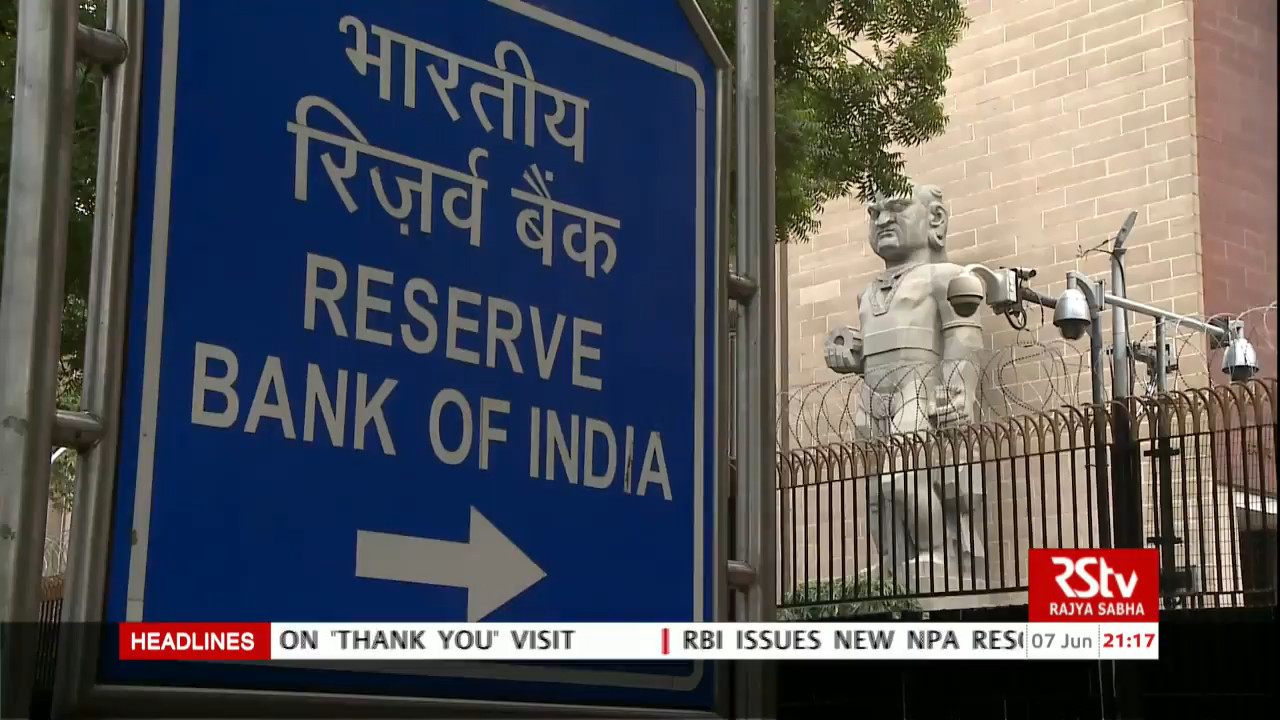 भारतीय
रिज़र्व बैंक
RESERVE
BANK OF INDIA
RStv
RAJYA SABHA
HEADLINES
ON "THANK YOU" VISIT
RBI ISSUES NEW NPA
07 Jun
21:17